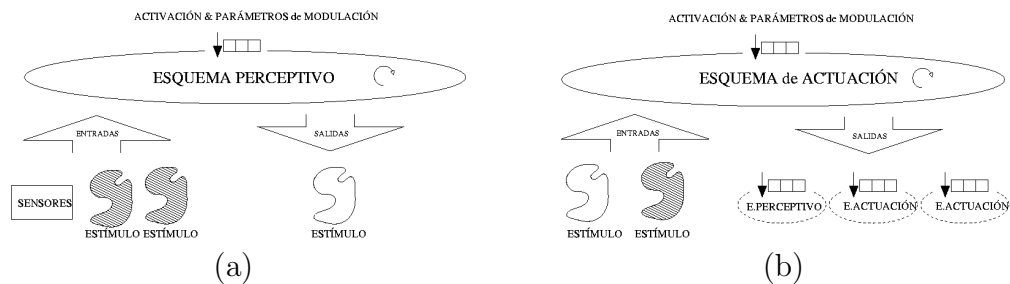 ACTIVACIÓN & PARÁMETROS de MODULACIÓN
ESQUEMA PERCEPTIVO
ENTRADAS
SALIDAS
SENSORES
ESTÍMULO ESTÍMULO
ESTÍMULO
(a)
ACTIVACIÓN & PARÁMETROS de MODULACIÓN
ESQUEMA de ACTUACIÓN
ENTRADAS
SALIDAS
E.PERCEPTIVO E.ACTUACIÓN E.ACTUACIÓN
ESTÍMULO ESTÍMULO
(b)